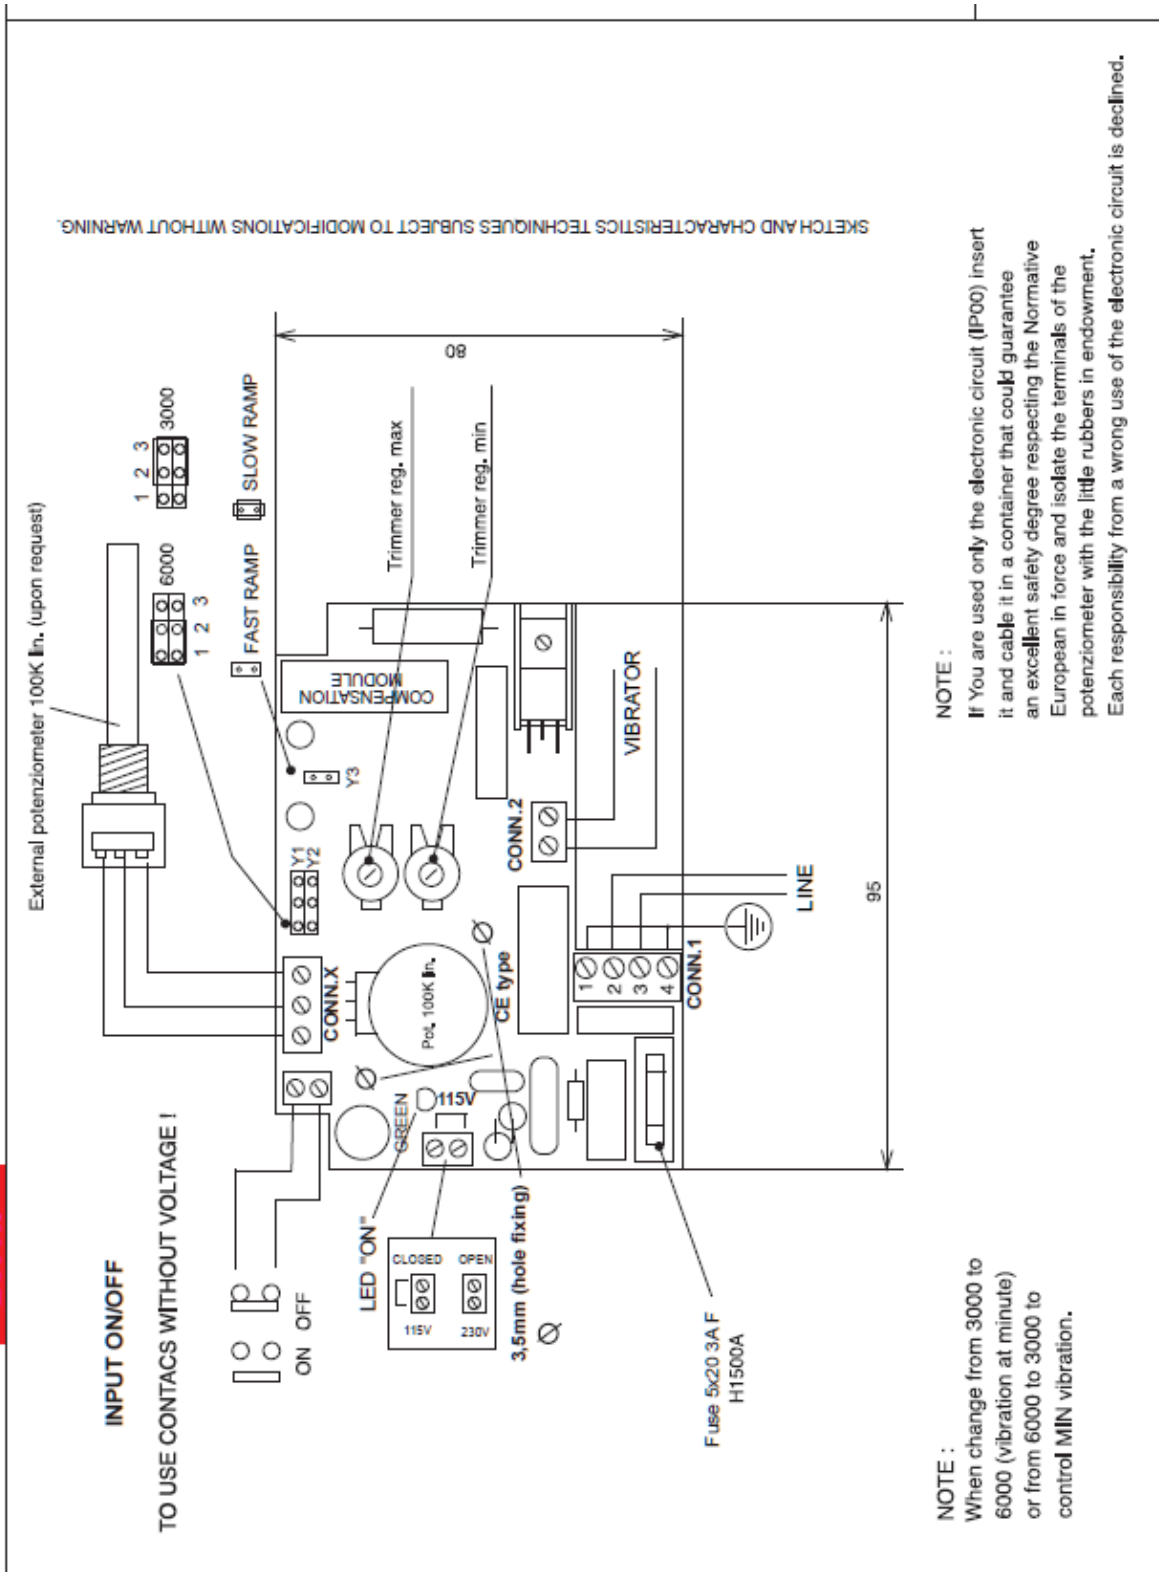 INPUT ON/OFF
TO USE CONTACS WITHOUT VOLTAGE !
ON OFF
External potenziometer 100K lin. (upon request)
6000
1 2 3
1 2 3
3000
FAST RAMP
SLOW RAMP
SKETCH AND CHARACTERISTICS TECHNIQUES SUBJECT TO MODIFICATIONS WITHOUT WARNING.
LED "ON"
GREEN
115V
CLOSED
OPEN
115V
230V
3,5mm (hole fixing)
Fuse 5x20 3A F
H1500A
CONN.X
Pot. 100K lin.
CE type
Y1
Y2
Y3
COMPENSATION
MODULE
Trimmer reg. max
Trimmer reg. min
CONN.2
VIBRATOR
1
2
3
4
CONN.1
LINE
80
95
NOTE :
When change from 3000 to
6000 (vibration at minute)
or from 6000 to 3000 to
control MIN vibration.
NOTE :
If You are used only the electronic circuit (IP00) insert
it and cable it in a container that could guarantee
an excellent safety degree respecting the Normative
European in force and isolate the terminals of the
potenziometer with the little rubbers in endowment.
Each responsibility from a wrong use of the electronic circuit is declined.